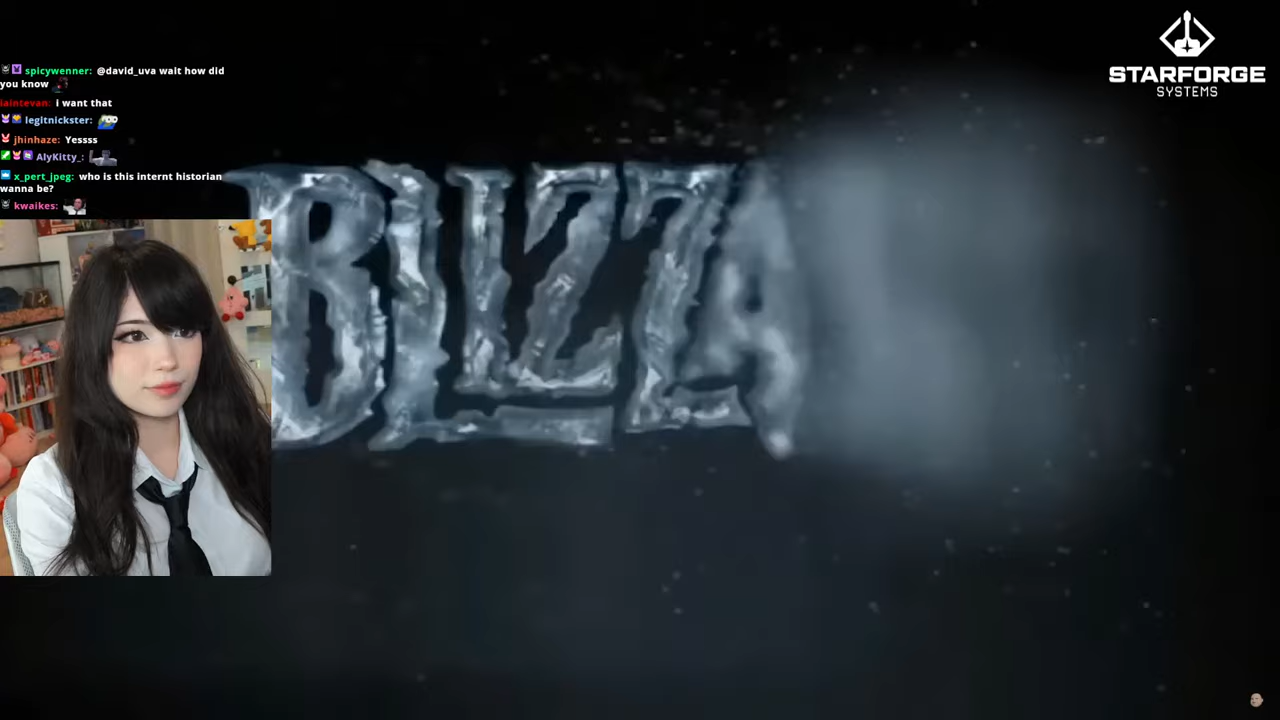 STARFORGE
SYSTEMS
spicywenner: @david_uva wait how did
you know
iaintevan: i want that
legitnickster:
jhinhaze: Yessss
AlyKitty_:
x_pert_jpeg: who is this internt historian
wanna be?
kwaikes:
BLIZZA